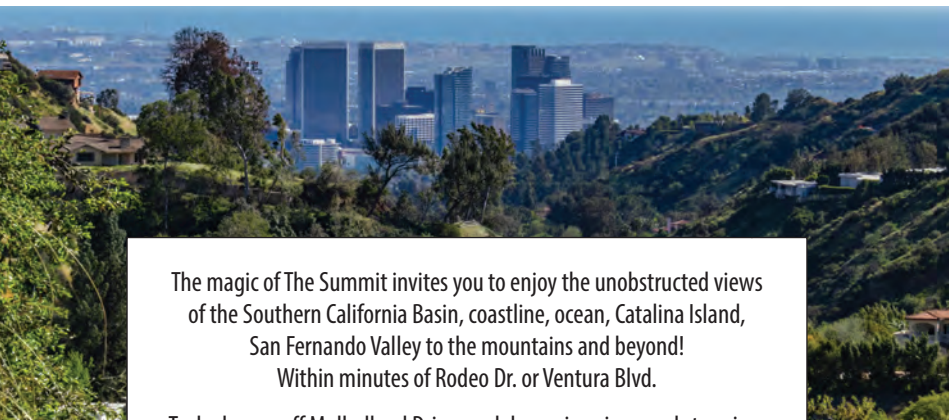 The magic of The Summit invites you to enjoy the unobstructed views
of the Southern California Basin, coastline, ocean, Catalina Island,
San Fernando Valley to the mountains and beyond!
Within minutes of Rodeo Dr. or Ventura Blvd.